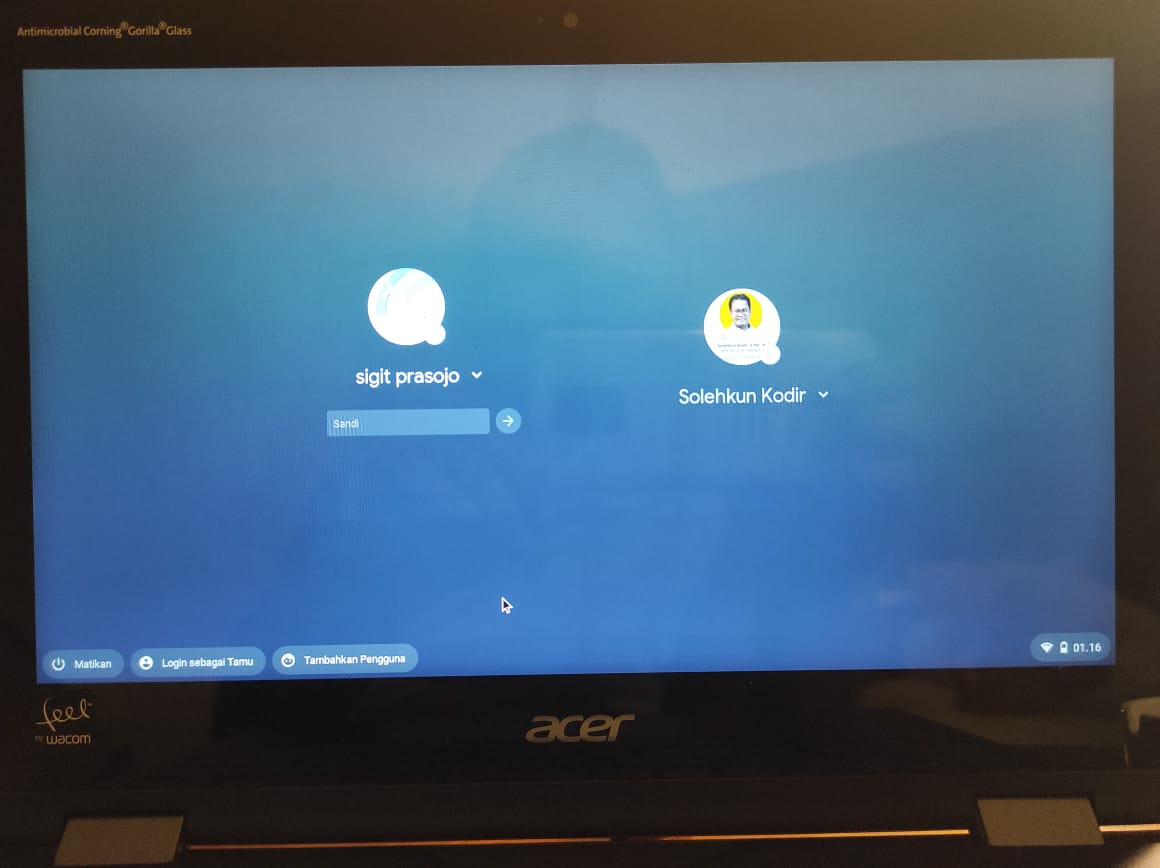 Antimicrobial Corning®Gorilla®Glass
sigit prasojo
Sandi
Solehkun Kodir
Matikan
Login sebagai Tamu
Tambahkan Pengguna
01.16
feel™
by wacom
acer